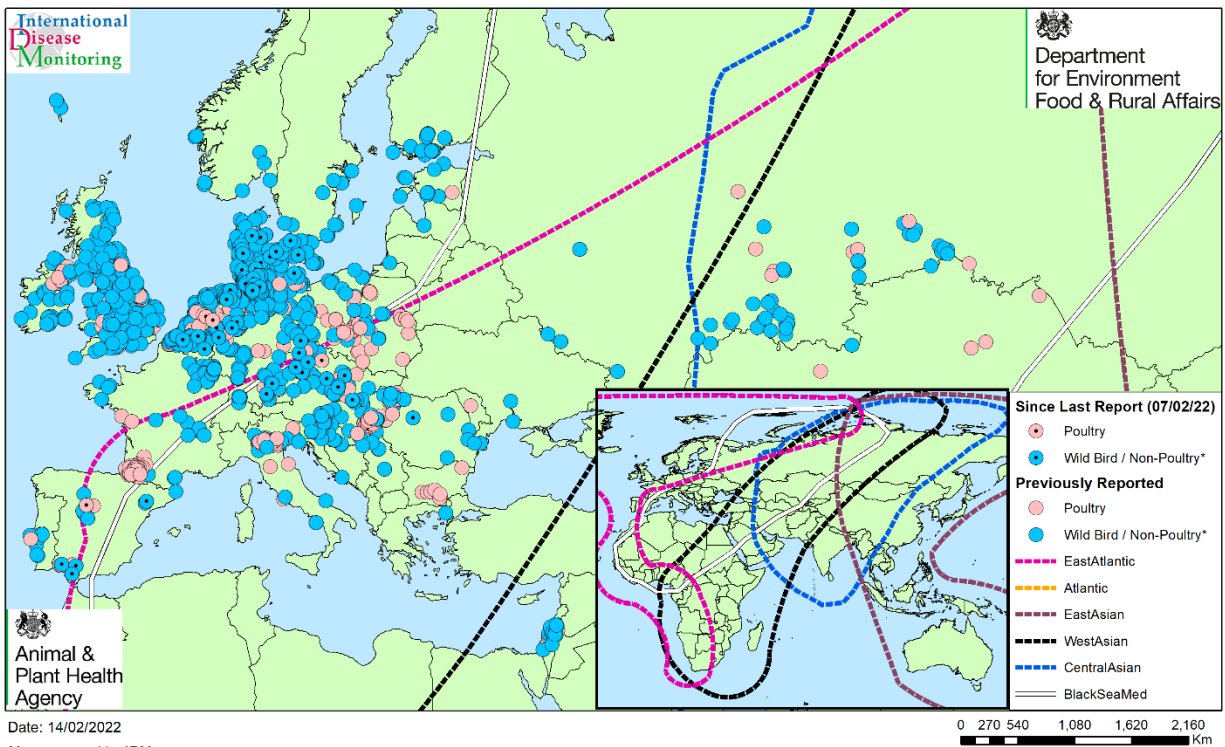 International
Disease
Monitoring
Department
for Environment
Food & Rural Affairs
Since Last Report (07/02/22)
Poultry
Wild Bird / Non-Poultry*
Previously Reported
Poultry
Wild Bird / Non-Poultry*
EastAtlantic
Atlantic
EastAsian
WestAsian
CentralAsian
BlackSeaMed
Animal &
Plant Health
Agency
Date: 14/02/2022
0 270 540 1,080 1,620 2,160
Km